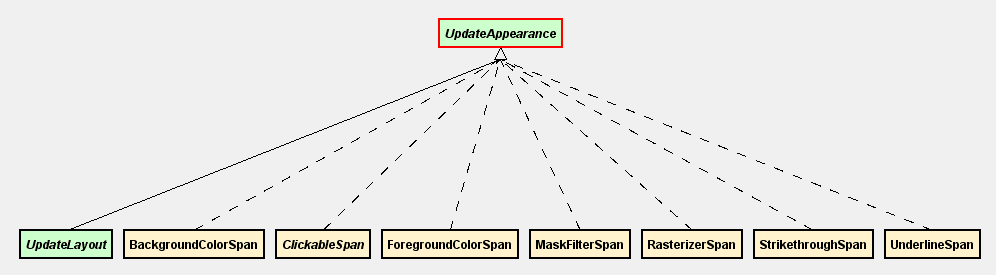 UpdateAppearance
UpdateLayout
BackgroundColorSpan
ClickableSpan
ForegroundColorSpan
MaskFilterSpan
RasterizerSpan
StrikethroughSpan
UnderlineSpan